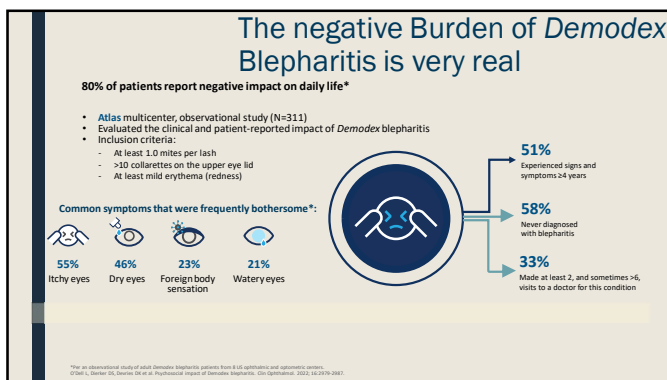 The negative Burden of Demodex
Blepharitis is very real
80% of patients report negative impact on daily life*
• Atlas multicenter, observational study (N=311)
• Evaluated the clinical and patient-reported impact of Demodex blepharitis
• Inclusion criteria:
- At least 1.0 mites per lash
- >10 collarettes on the upper eye lid
- At least mild erythema (redness)
Common symptoms that were frequently bothersome*:
55%
Itchy eyes
46%
Dry eyes
23%
Foreign body
sensation
21%
Watery eyes
51%
Experienced signs and
symptoms ≥4 years
58%
Never diagnosed
with blepharitis
33%
Made at least 2, and sometimes >6,
visits to a doctor for this condition
*Per an observational study of adult Demodex blepharitis patients from 8 US ophthalmic and optometric centers.
O'Dell L, Dierker DS, Devries DK et al. Psychosocial impact of Demodex blepharitis. Clin Ophthalmol. 2022; 16:2979-2987.